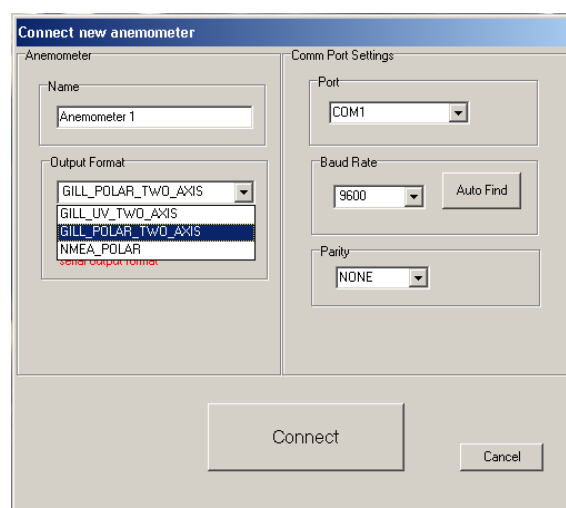 Connect new anemometer
Anemometer
Name
Anemometer 1
Output Format
GILL_POLAR_TWO_AXIS
GILL_UV_TWO_AXIS
GILL_POLAR_TWO_AXIS
NMEA_POLAR
serial output format
Comm Port Settings
Port
COM1
Baud Rate
9600
Auto Find
Parity
NONE
Connect
Cancel